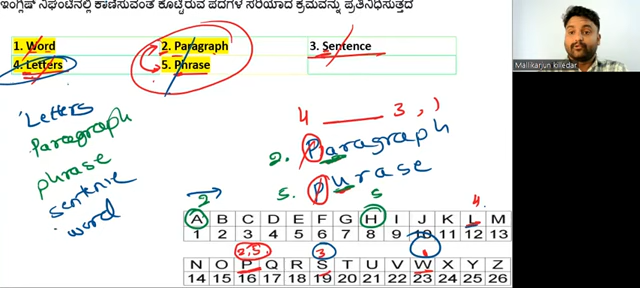 ಇಂಗ್ಲಿಷ್ ನಿಘಂಟಿನಲ್ಲಿ ಕಾಣಿಸುವಂತೆ ಕೊಟ್ಟಿರುವ ಪದಗಳ ಸರಿಯಾದ ಕ್ರಮವನ್ನು ಪ್ರತಿನಿಧಿಸುತ್ತದೆ
1. Word 2. Paragraph 3. Sentence
4. Letters 5. Phrase
Mallikarjun killedar
Letters
Paragraph
phrase
sentence
word
4 3, 1
2. Paragraph
5. phrase
2 5 4.
A B C D E F G H I J K L M
1 2 3 4 5 6 7 8 9 10 11 12 13
2,5, 3 1
N O P Q R S T U V W X Y Z
14 15 16 17 18 19 20 21 22 23 24 25 26